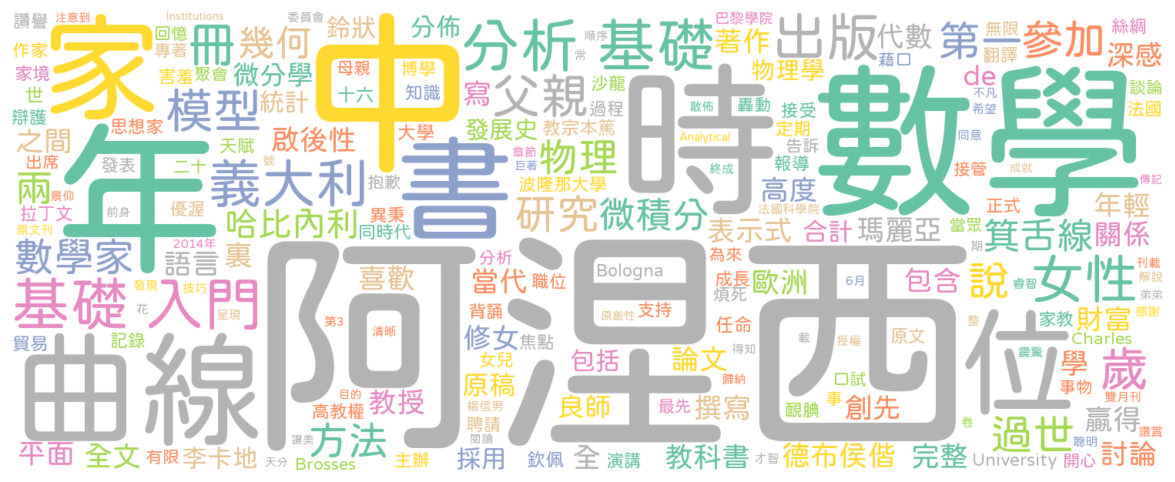 讚譽 注意到 Institutions 委員會 巴黎學院 絲綢
作家 家 回憶 冊 幾何 鈴狀 分佈 分析 順序 基礎 著作 出版 代數 第一 無限 參加 深感
專著 中 常 翻譯
家境 害羞 聚會 微分學 母親 博學 沙龍 物理學 藉口 de 談論
世 模型 統計 十六 知識 寫 父親 過程 散佈 轟動 時 接受 數學 不凡 法國
辯護 思想家 天賦 啟後性 大學 發展史 教宗本篤 定期 希望
之間 年 號 章節 物理 Analytical 告訴 同意
出席 發表 二十 書 巨著 終成 報導 接管 成就 傳記
兩 景仰 義大利 抱歉 波隆那大學 高度 正式 年輕
拉丁文 前身 優渥 異秉 研究 微積分 法國科學院 當眾
原文刊 哈比內利 同時代 表示式 合計 瑪麗亞 期 箕舌線 關係
數學家 2014年 裏 阿涅西 為來
語言 分析 Bologna 刊載
基礎 入門 發現 技巧 喜歡 當代 職位 成長 歐洲 6月 包含 說 睿智 解說
花 呈現 背誦 原創性 支持 煩死 女性 弟弟
第3 清晰 任命 載 授權 原文 整 位 家教 財富 感謝
貿易 記錄 修女 焦點 得知 震驚 Charles
曲線 女兒 包括 論文 口試 學 歲
目的 原稿 歸納 事 事物 雙月刊
高教權 教授 良師 最先 撰寫 靦腆 創先
楊信男 聘請 卷 過世 贏得 讚賞
方法 讚美 閱讀 聰明
平面 全文 有限 李卡地 主辦 採用 欽佩 全 演講 教科書 才智 德布侯偕 完整 University 開心 討論
Brosses 天分